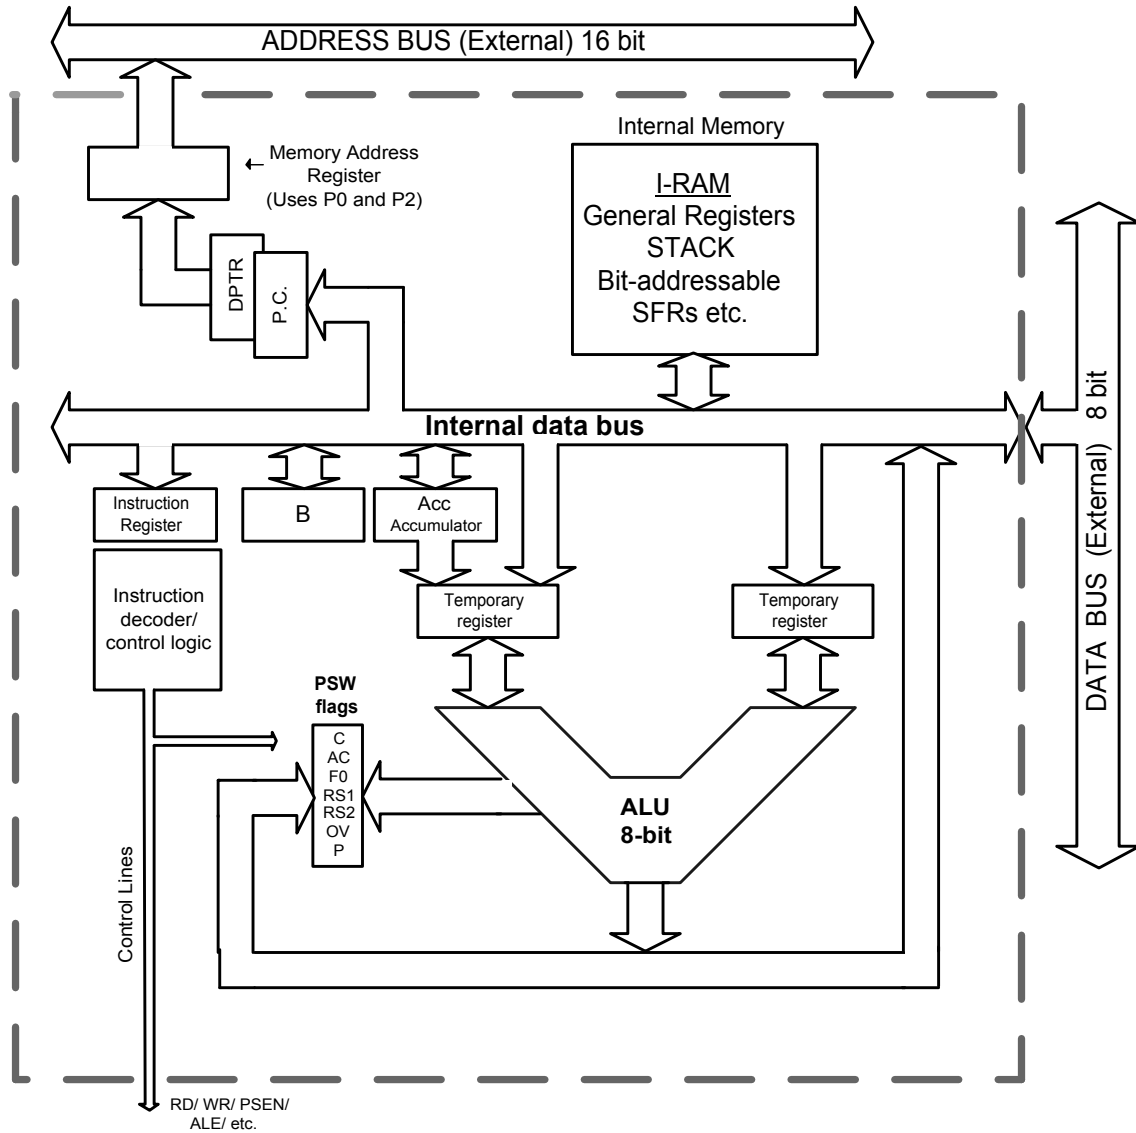 ADDRESS BUS (External) 16 bit
Internal Memory
Memory Address
Register
(Uses P0 and P2)
I-RAM
General Registers
STACK
Bit-addressable
SFRs etc.
DPTR
P.C.
DATA BUS (External) 8 bit
Internal data bus
Instruction
Register
B
Acc
Accumulator
Instruction
decoder/
control logic
Temporary
register
Temporary
register
PSW
flags
C
AC
F0
RS1
RS2
OV
P
ALU
8-bit
Control Lines
RD/ WR/ PSEN/
ALE/ etc.